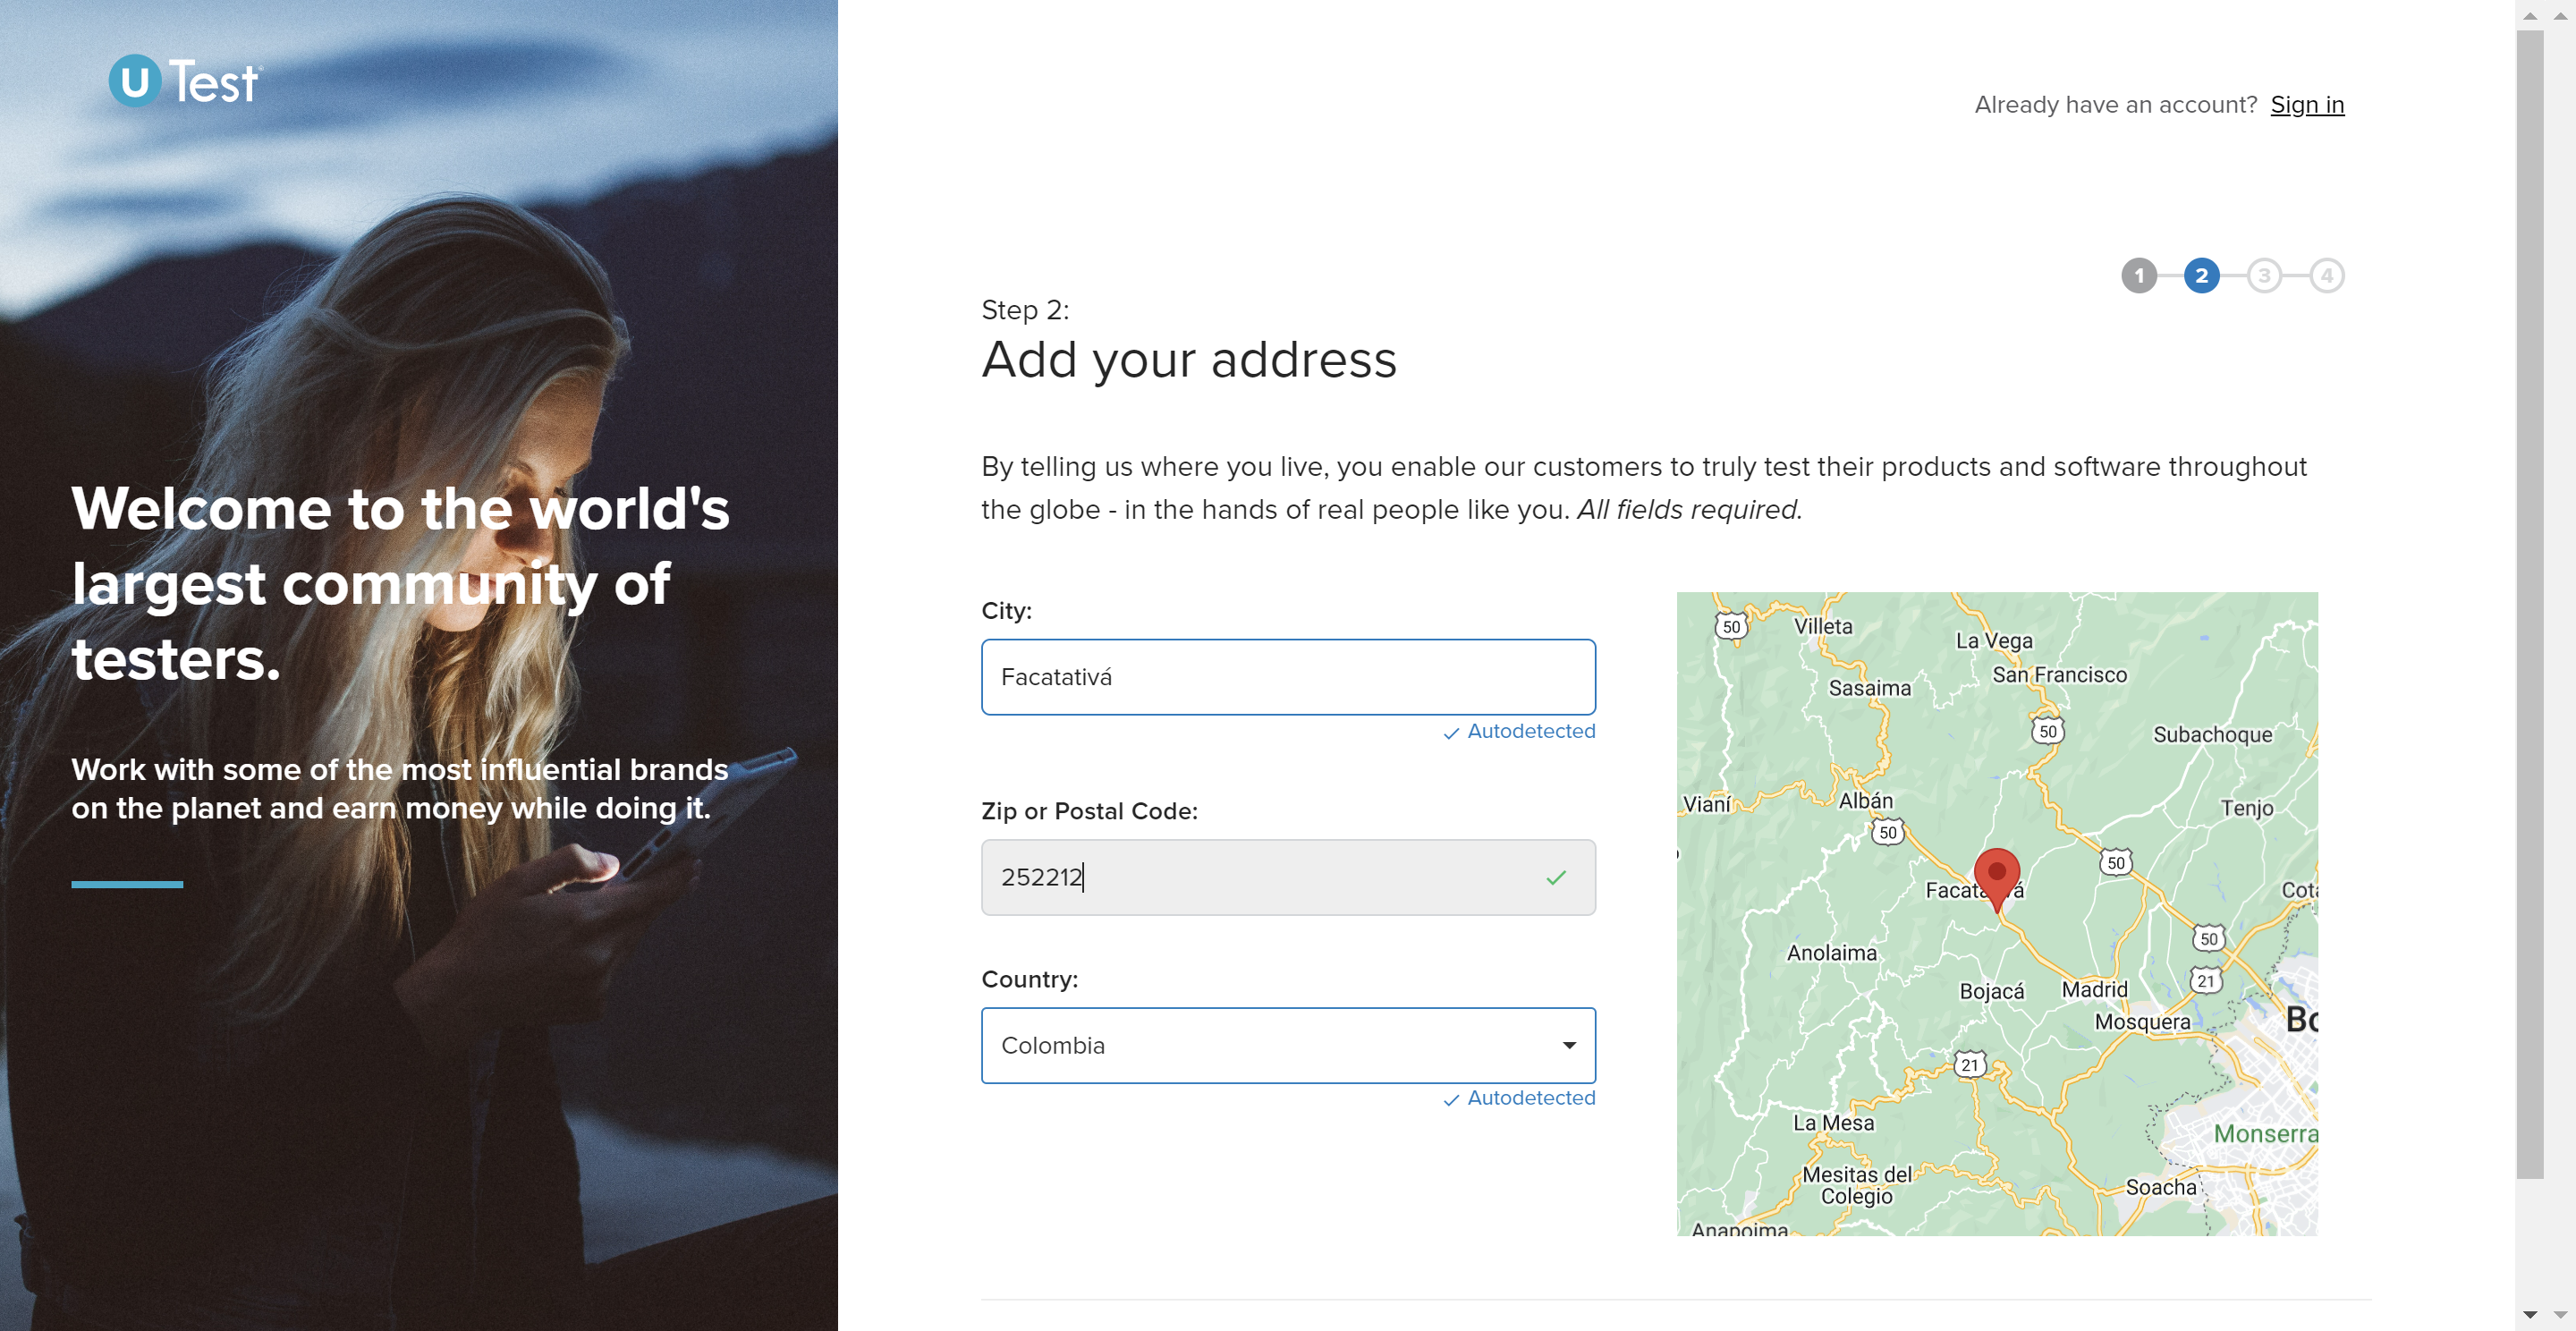 U Test
Welcome to the world's
largest community of
testers.
Work with some of the most influential brands
on the planet and earn money while doing it.
Already have an account? Sign in
1 2 3 4
Step 2:
Add your address
By telling us where you live, you enable our customers to truly test their products and software throughout
the globe - in the hands of real people like you. All fields required.
City:
Facatativá
Autodetected
Zip or Postal Code:
252212
Country:
Colombia
Autodetected
50
Villeta
La Vega
San Francisco
Sasaima
50
Subachoque
Vianí
Albán
Tenjo
50
50
Cota
50
Anolaima
21
Bojacá
Madrid
Mosquera
Bo
21
La Mesa
Monserra
Mesitas del
Colegio
Soacha
Anapoima